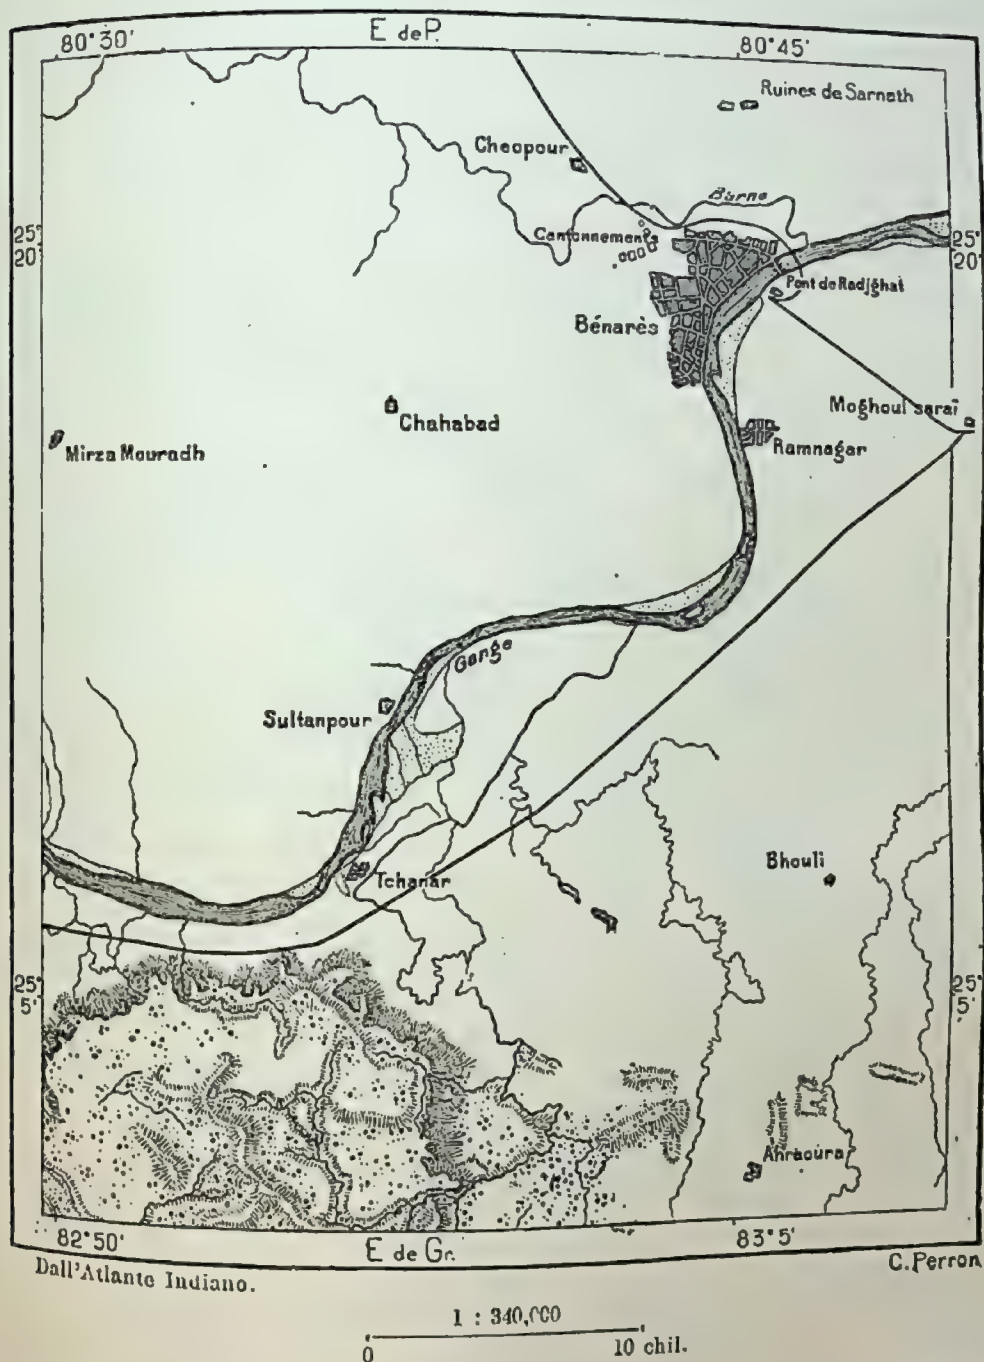 E de P.
80°30'
80°45'
Ruines de Sarnath
Cheopour
Barna
Cantonnements
25°
20'
25°
20'
Pont de Radjghat
Bénarès
Moghoul saraï
Chahabad
Ramnagar
Mirza Mouradh
Gange
Sultanpour
Bhouli
Tchanar
25°
5'
25°
5'
Ahraoura
82°50'
E de Gr.
83°5'
Dall'Atlante Indiano.
C. Perron
1 : 340,000
0 10 chil.